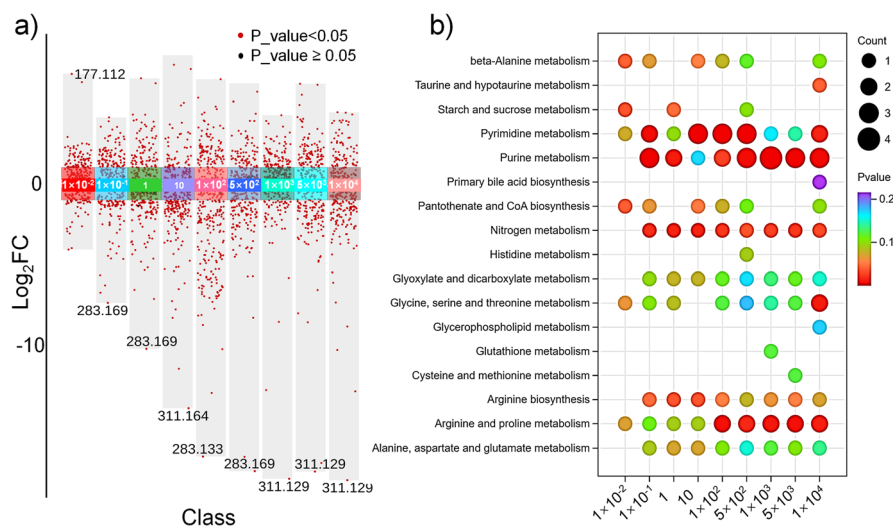 a)
P_value<0.05
P_value ≥ 0.05
177.112
0
-10
Log₂FC
1×10⁻² 1×10⁻¹ 1 10 1×10² 5×10² 1×10³ 5×10³ 1×10⁴
283.169
283.169
311.164
283.133
283.169
311.129
311.129
311.129
Class
b)
beta-Alanine metabolism
Taurine and hypotaurine metabolism
Starch and sucrose metabolism
Pyrimidine metabolism
Purine metabolism
Primary bile acid biosynthesis
Pantothenate and CoA biosynthesis
Nitrogen metabolism
Histidine metabolism
Glyoxylate and dicarboxylate metabolism
Glycine, serine and threonine metabolism
Glycerophospholipid metabolism
Glutathione metabolism
Cysteine and methionine metabolism
Arginine biosynthesis
Arginine and proline metabolism
Alanine, aspartate and glutamate metabolism
1×10⁻² 1×10⁻¹ 1 10 1×10² 5×10² 1×10³ 5×10³ 1×10⁴
Count
1
2
3
4
Pvalue
0.2
0.1